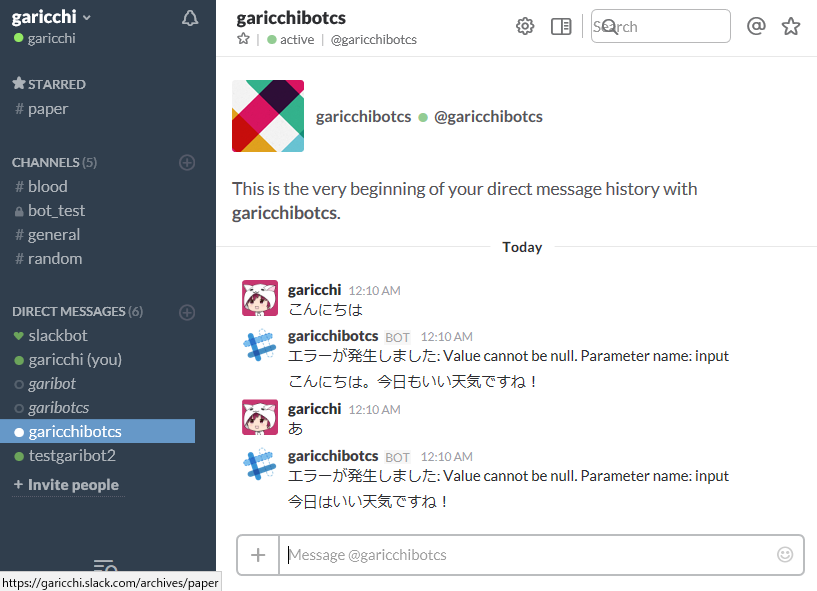 garicchi
garicchi
STARRED
# paper
CHANNELS (5)
# blood
bot_test
# general
# random
DIRECT MESSAGES (6)
slackbot
garicchi (you)
garibot
garibotcs
garicchibotcs
testgaribot2
+ Invite people
https://garicchi.slack.com/archives/paper
garicchibotcs
active | @garicchibotcs
Search
garicchibotcs @garicchibotcs
This is the very beginning of your direct message history with
garicchibotcs.
Today
garicchi 12:10 AM
こんにちは
garicchibotcs BOT 12:10 AM
エラーが発生しました: Value cannot be null. Parameter name: input
こんにちは。今日もいい天気ですね！
garicchi 12:10 AM
あ
garicchibotcs BOT 12:10 AM
エラーが発生しました: Value cannot be null. Parameter name: input
今日はいい天気ですね！
Message @garicchibotcs